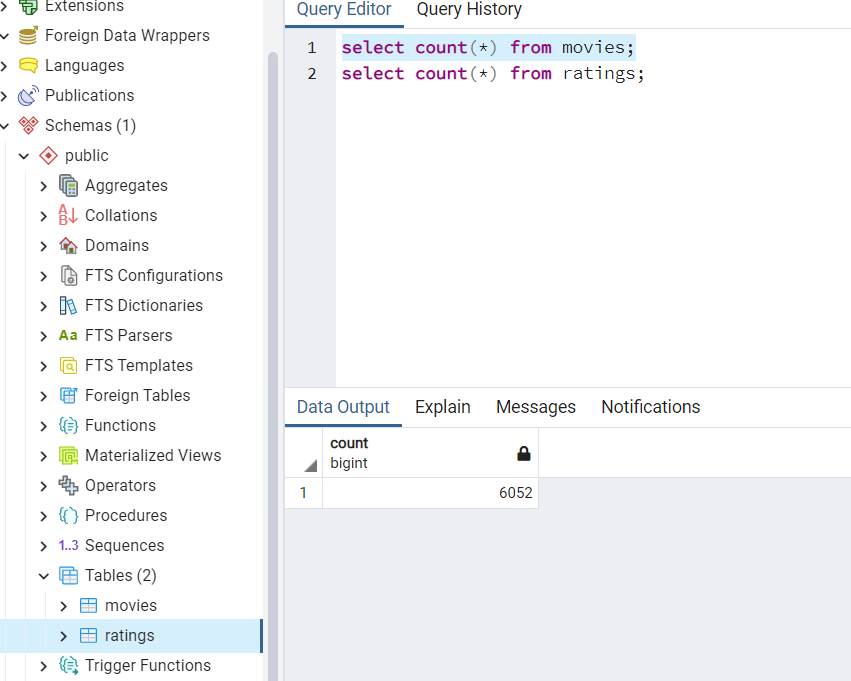 Extensions
Foreign Data Wrappers
Languages
Publications
Schemas (1)
public
Aggregates
Collations
Domains
FTS Configurations
FTS Dictionaries
Aa FTS Parsers
FTS Templates
Foreign Tables
Functions
Materialized Views
Operators
Procedures
1..3 Sequences
Tables (2)
movies
ratings
Trigger Functions
Query Editor Query History
1 select count(*) from movies;
2 select count(*) from ratings;
Data Output Explain Messages Notifications
count
bigint
1 6052